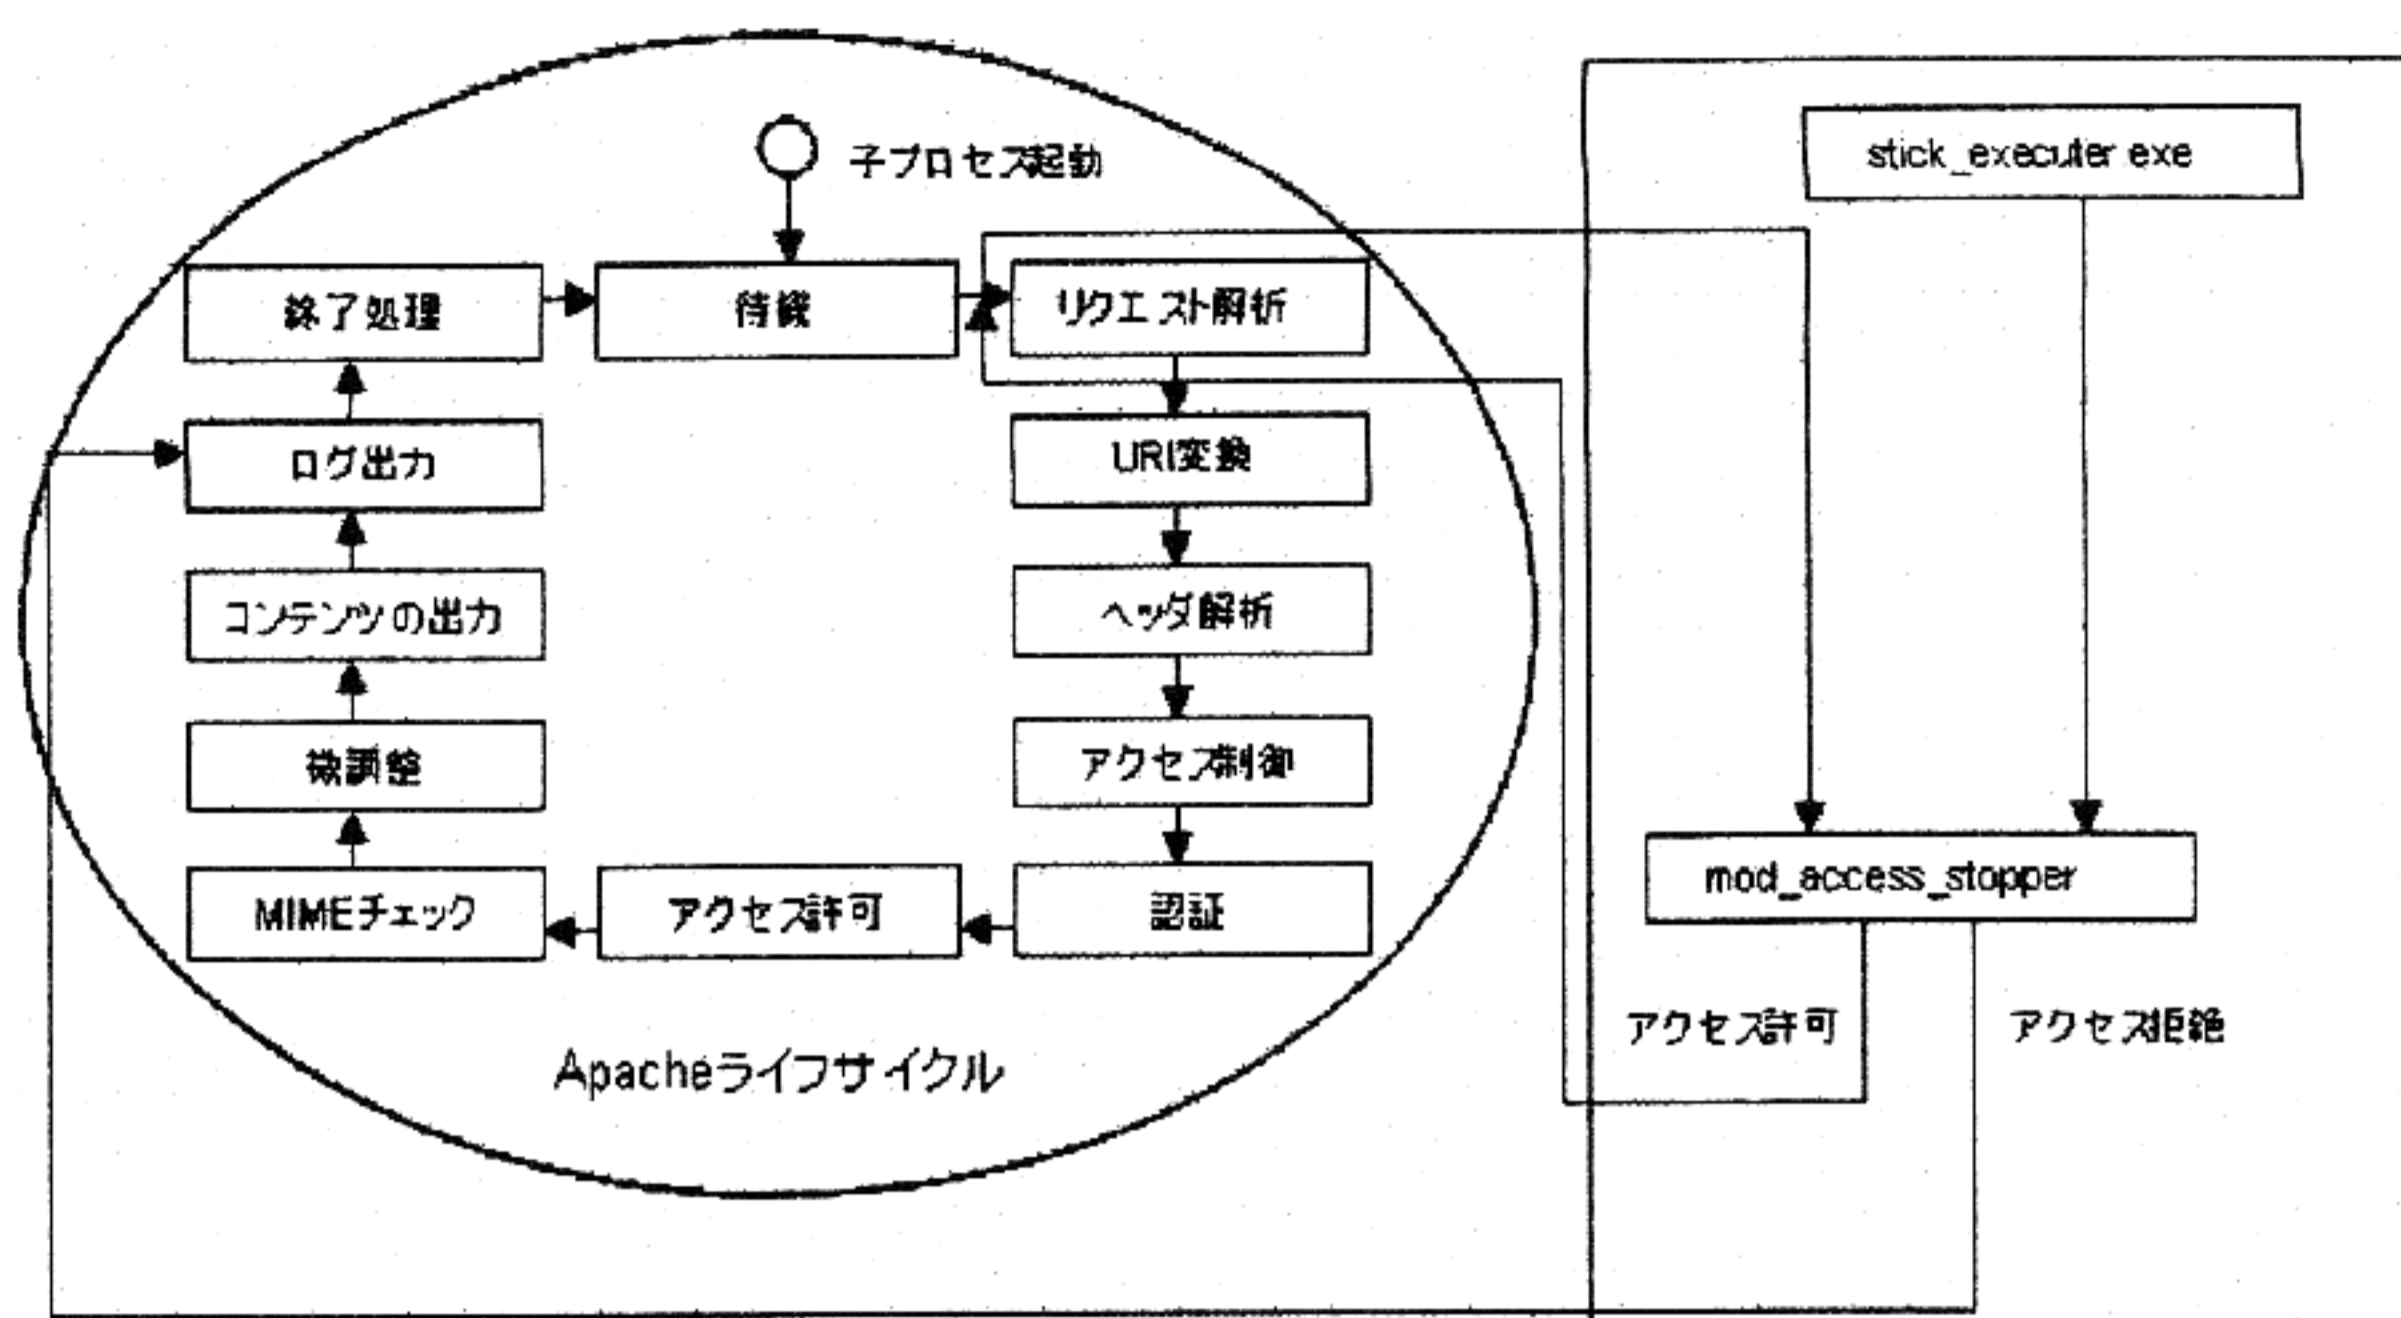 子プロセス起動
stick_executer.exe
終了処理
待機
リクエスト解析
ログ出力
URI変換
コンテンツの出力
ヘッダ解析
微調整
アクセス制御
MIMEチェック
アクセス許可
認証
mod_access_stopper
アクセス許可
アクセス拒絶
Apacheライフサイクル